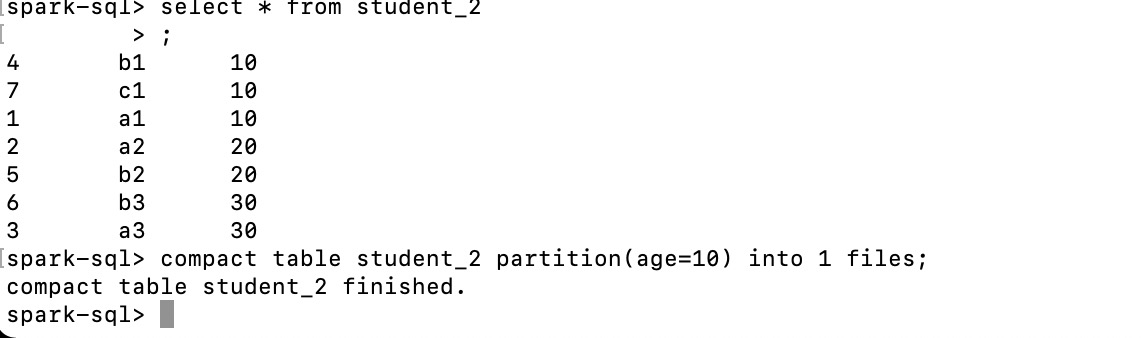 [spark-sql> select * from student_2
[         > ;
4       b1      10
7       c1      10
1       a1      10
2       a2      20
5       b2      20
6       b3      30
3       a3      30
[spark-sql> compact table student_2 partition(age=10) into 1 files;
compact table student_2 finished.
spark-sql>